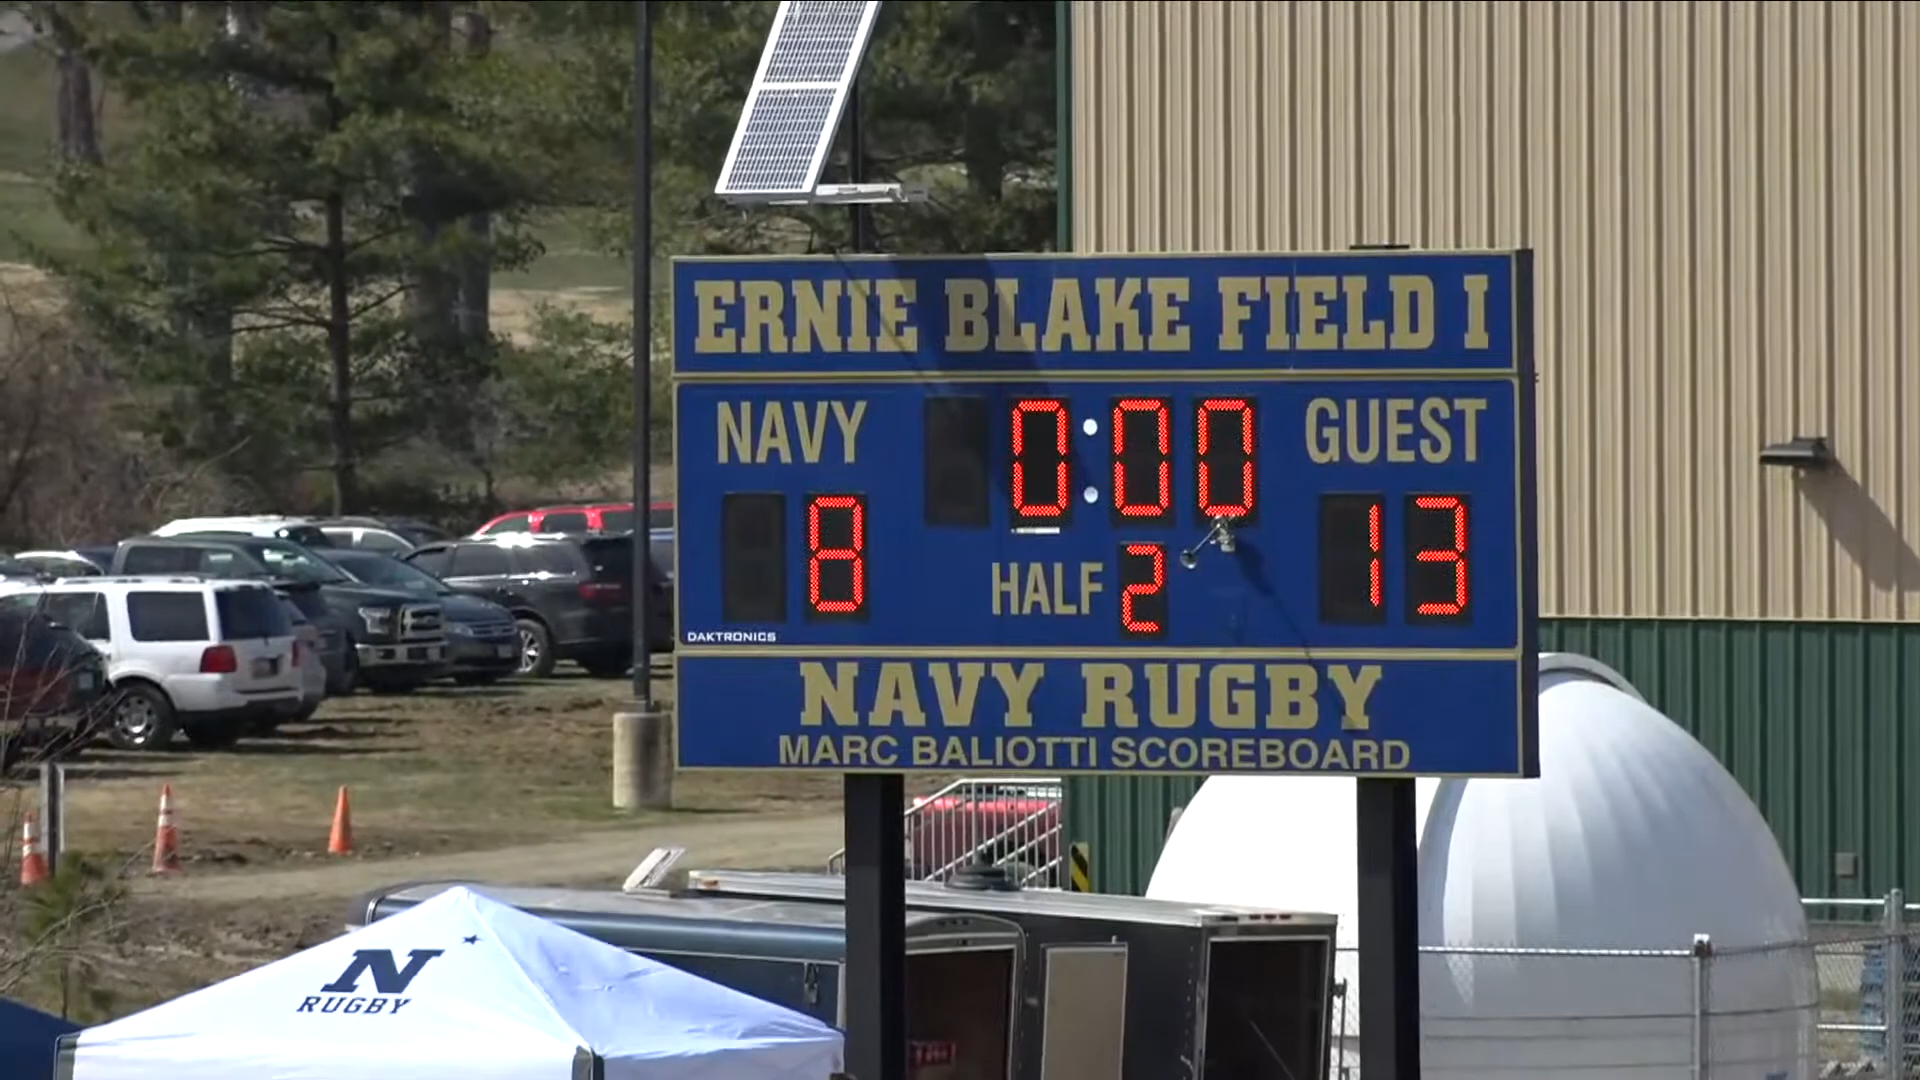 ERNIE BLAKE FIELD I
NAVY 0:00 GUEST
8 HALF 2 13
DAKTRONICS
NAVY RUGBY
MARC BALIOTTI SCOREBOARD
N
RUGBY